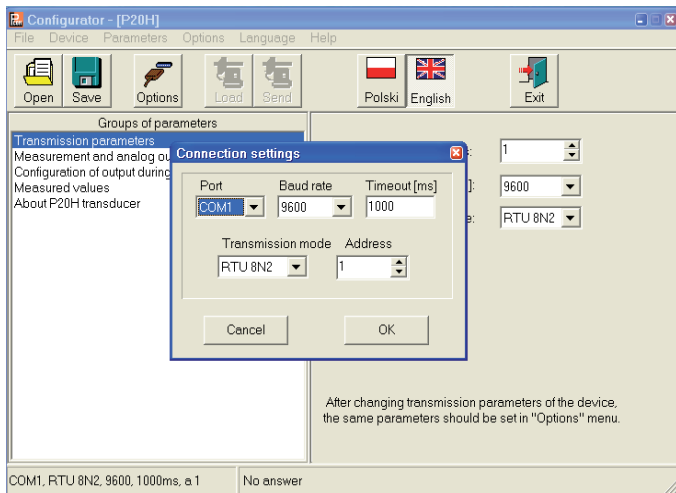 Configurator - [P20H]
File Device Parameters Options Language Help
Open Save Options Load Send Polski English Exit
Groups of parameters
Transmission parameters
Measurement and analog ou
Configuration of output during
Measured values
About P20H transducer
Connection settings
Port Baud rate Timeout [ms]
COM1 9600 1000
Transmission mode Address
RTU 8N2 1
Cancel OK
: 1
]: 9600
e: RTU 8N2
After changing transmission parameters of the device,
the same parameters should be set in "Options" menu.
COM1, RTU 8N2, 9600, 1000ms, a.1 No answer